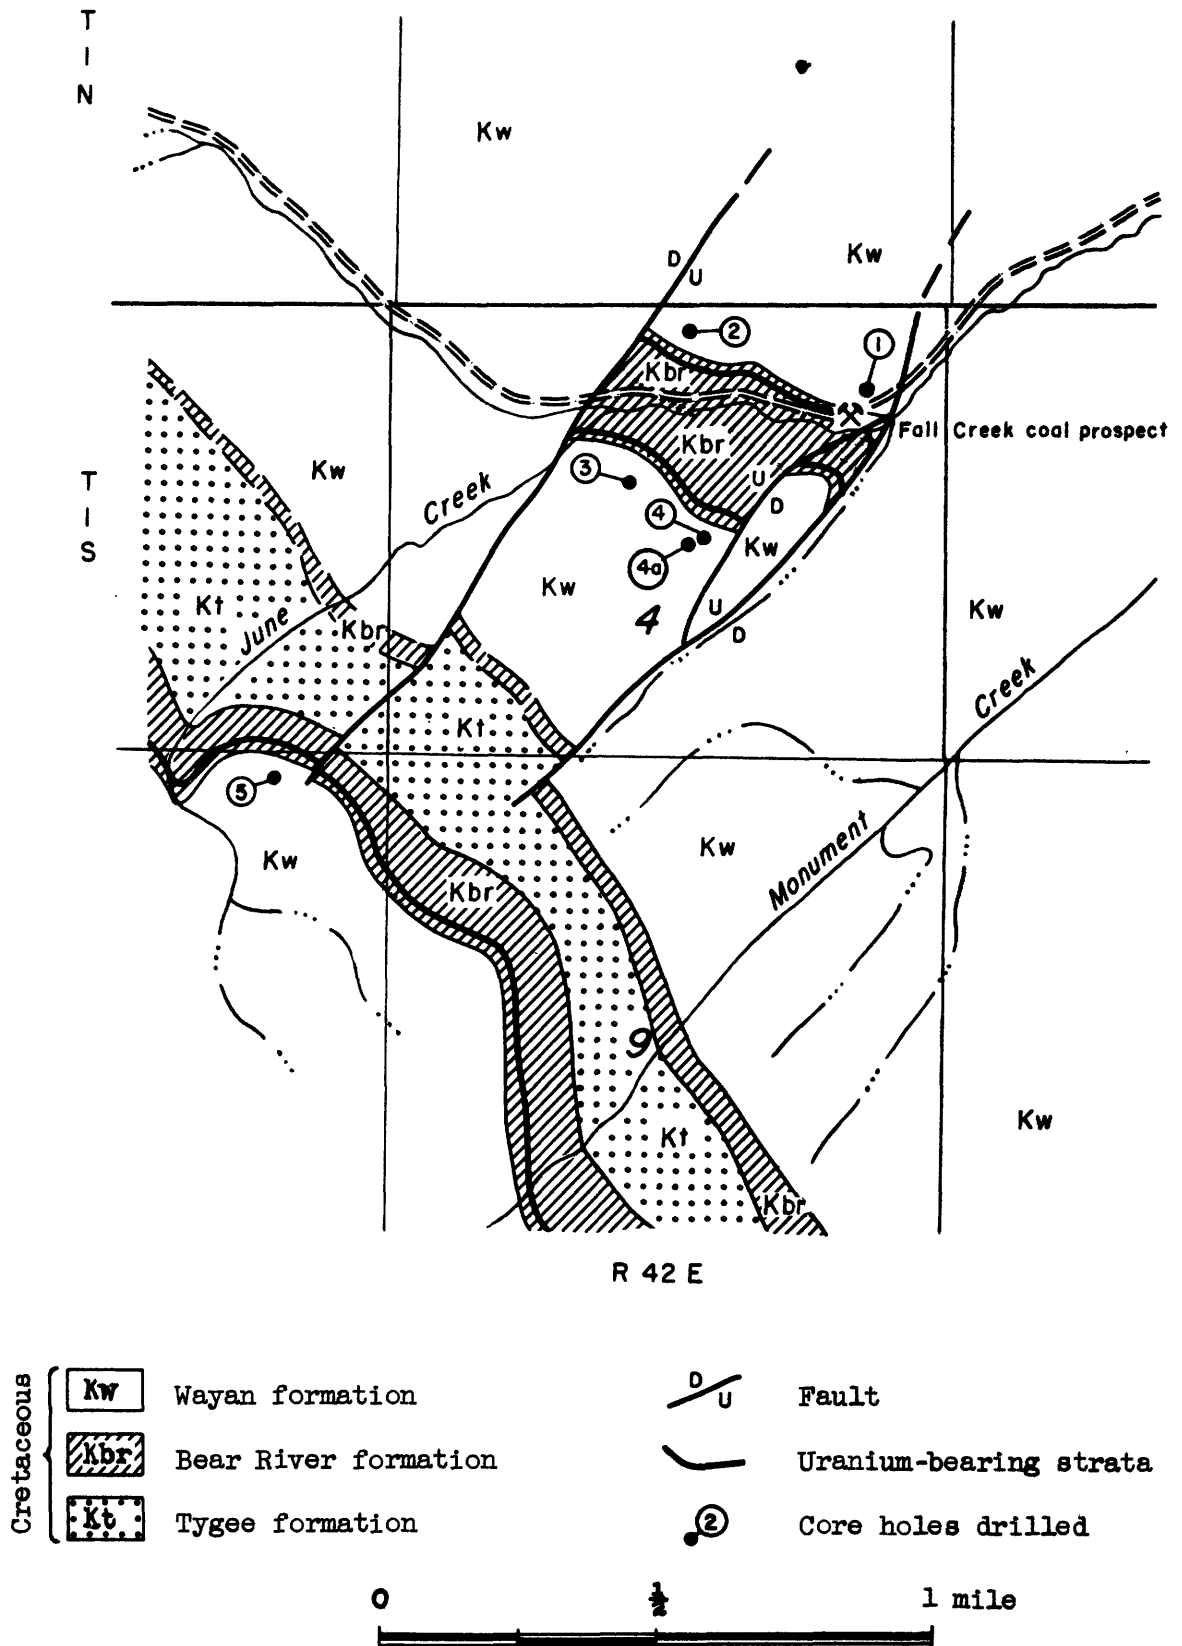 T
I
N
Kw
Kw
D
U
2
1
Kbr
Fall Creek coal prospect
Kbr
Kw
3
Creek
U
D
T
I
S
4
4a
Kw
Kw
Kt
June
Kbr
4
U
D
Kw
Creek
Kt
5
Kw
Kw
Monument
Kbr
9
Kw
Kt
Kbr
R 42 E
Cretaceous
Kw Wayan formation
Kbr Bear River formation
Kt Tygee formation
D
U
Fault
Uranium-bearing strata
2 Core holes drilled
0 1/2 1 mile